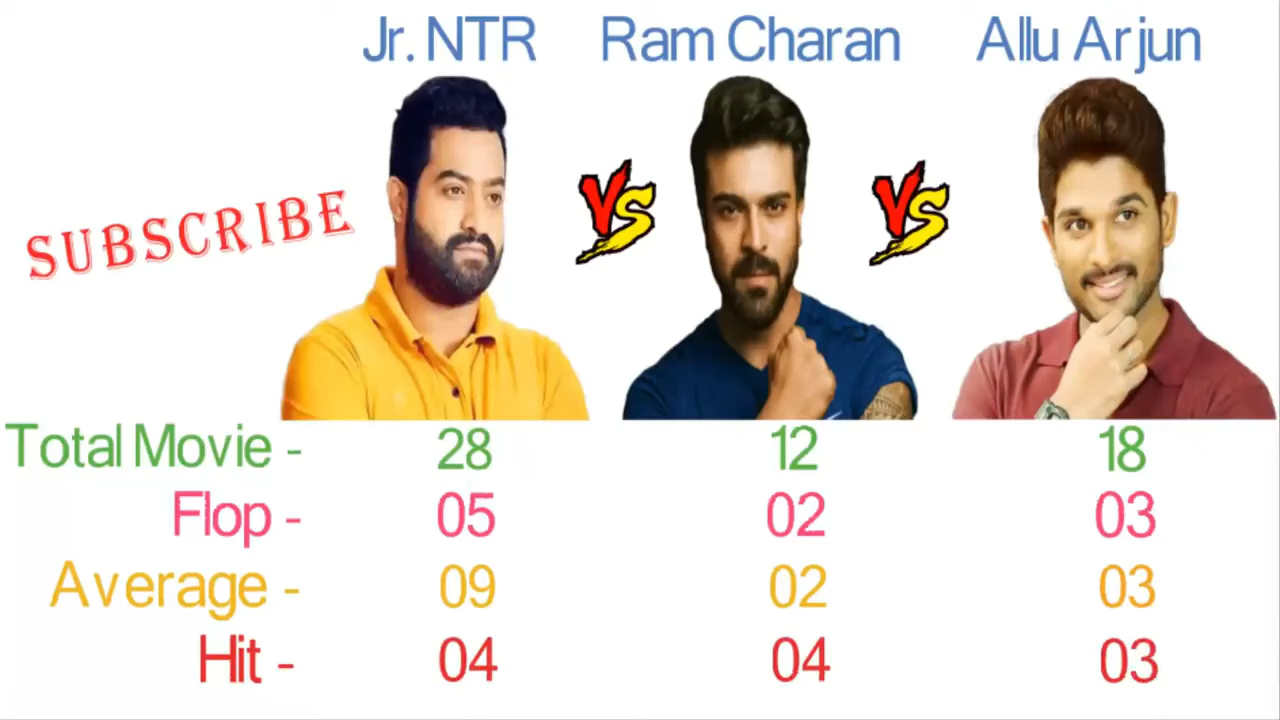 Jr. NTR Ram Charan Allu Arjun
SUBSCRIBE VS VS
Total Movie - 28 12 18
Flop - 05 02 03
Average - 09 02 03
Hit - 04 04 03